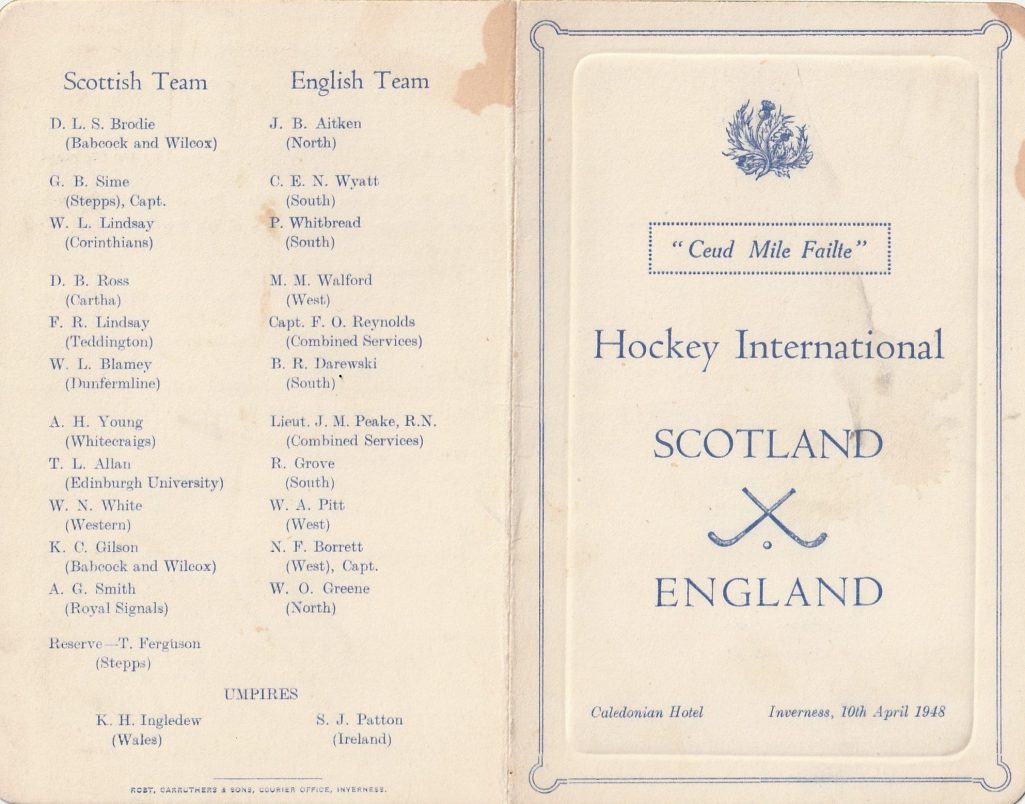 Scottish Team
D. L. S. Brodie
(Babcock and Wilcox)
G. B. Sime
(Stepps), Capt.
W. L. Lindsay
(Corinthians)
D. B. Ross
(Cartha)
F. R. Lindsay
(Teddington)
W. L. Blamey
(Dunfermline)
A. H. Young
(Whitecraigs)
T. L. Allan
(Edinburgh University)
W. N. White
(Western)
K. C. Gilson
(Babcock and Wilcox)
A. G. Smith
(Royal Signals)
Reserve—T. Ferguson
(Stepps)
English Team
J. B. Aitken
(North)
C. E. N. Wyatt
(South)
P. Whitbread
(South)
M. M. Walford
(West)
Capt. F. O. Reynolds
(Combined Services)
B. R. Darewski
(South)
Lieut. J. M. Peake, R.N.
(Combined Services)
R. Grove
(South)
W. A. Pitt
(West)
N. F. Borrett
(West), Capt.
W. O. Greene
(North)
UMPIRES
K. H. Ingledew
(Wales)
S. J. Patton
(Ireland)
ROBT. CARRUTHERS & SONS, COURIER OFFICE, INVERNESS.
"Ceud Mile Failte"
Hockey International
SCOTLAND
ENGLAND
Caledonian Hotel Inverness, 10th April 1948